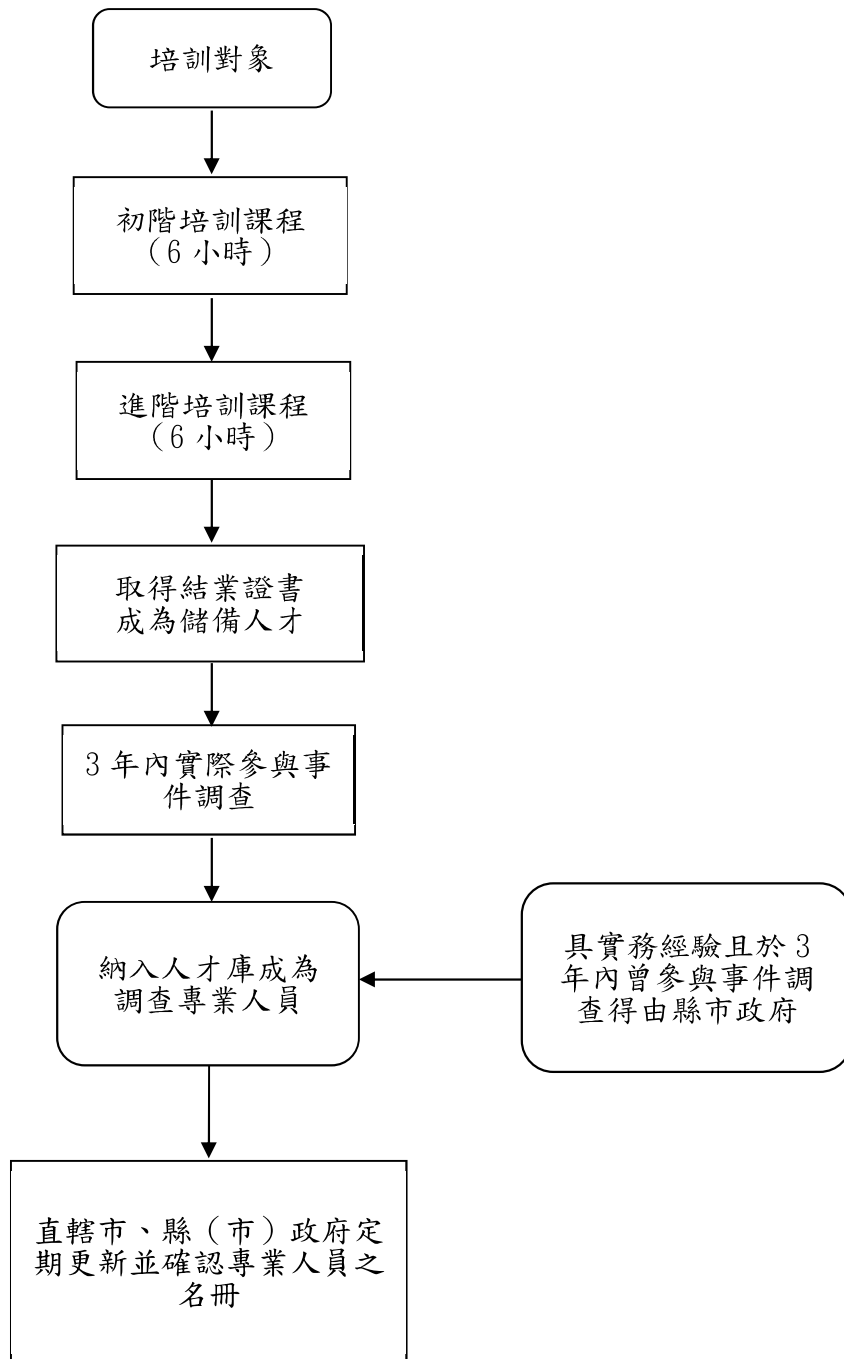 培訓對象
初階培訓課程
（6 小時）
進階培訓課程
（6 小時）
取得結業證書
成為儲備人才
3 年內實際參與事
件調查
納入人才庫成為
調查專業人員
具實務經驗且於 3
年內曾參與事件調
查得由縣市政府
直轄市、縣（市）政府定
期更新並確認專業人員之
名冊